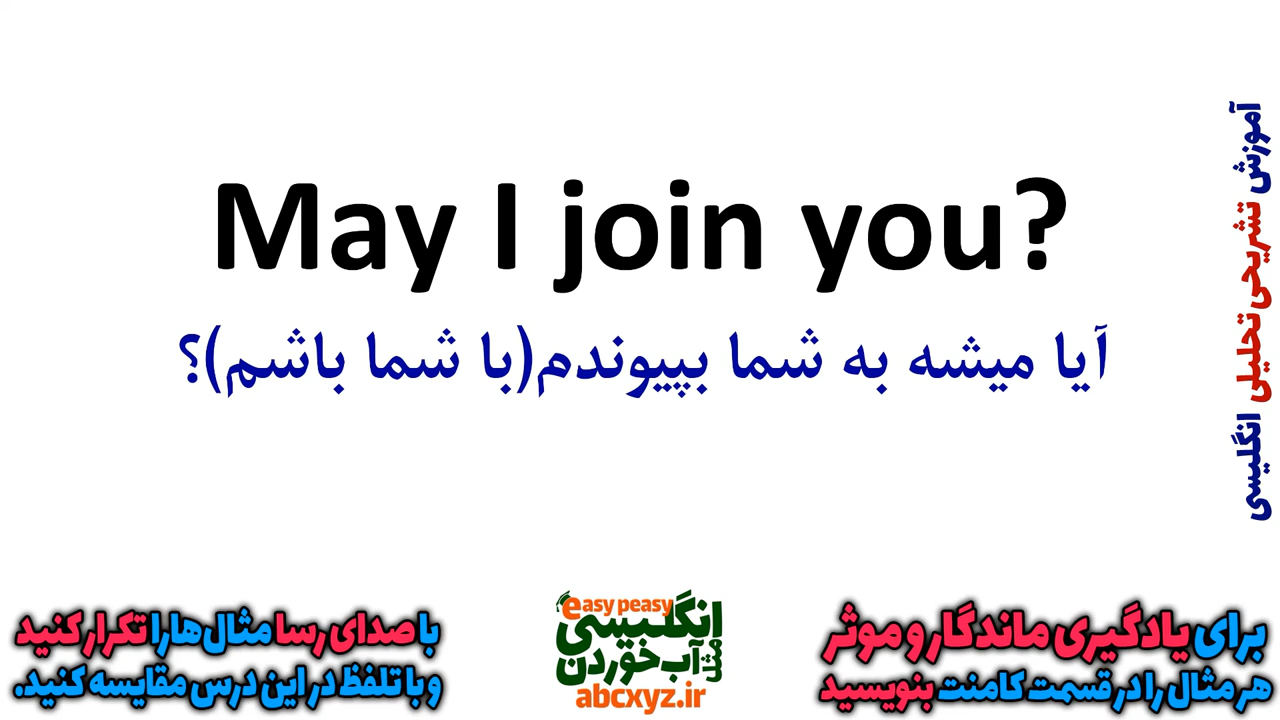 May I join you?
آیا میشه به شما بپیوندم(با شما باشم)؟
آموزش تشریحی تحلیلی انگلیسی
برای یادگیری ماندگار و موثر
هر مثال را در قسمت کامنت بنویسید
easy peasy
انگلیسی
مثل
آب خوردن
abcxyz.ir
با صدای رسا مثال‌ها را تکرار کنید
و با تلفظ در این درس مقایسه کنید.